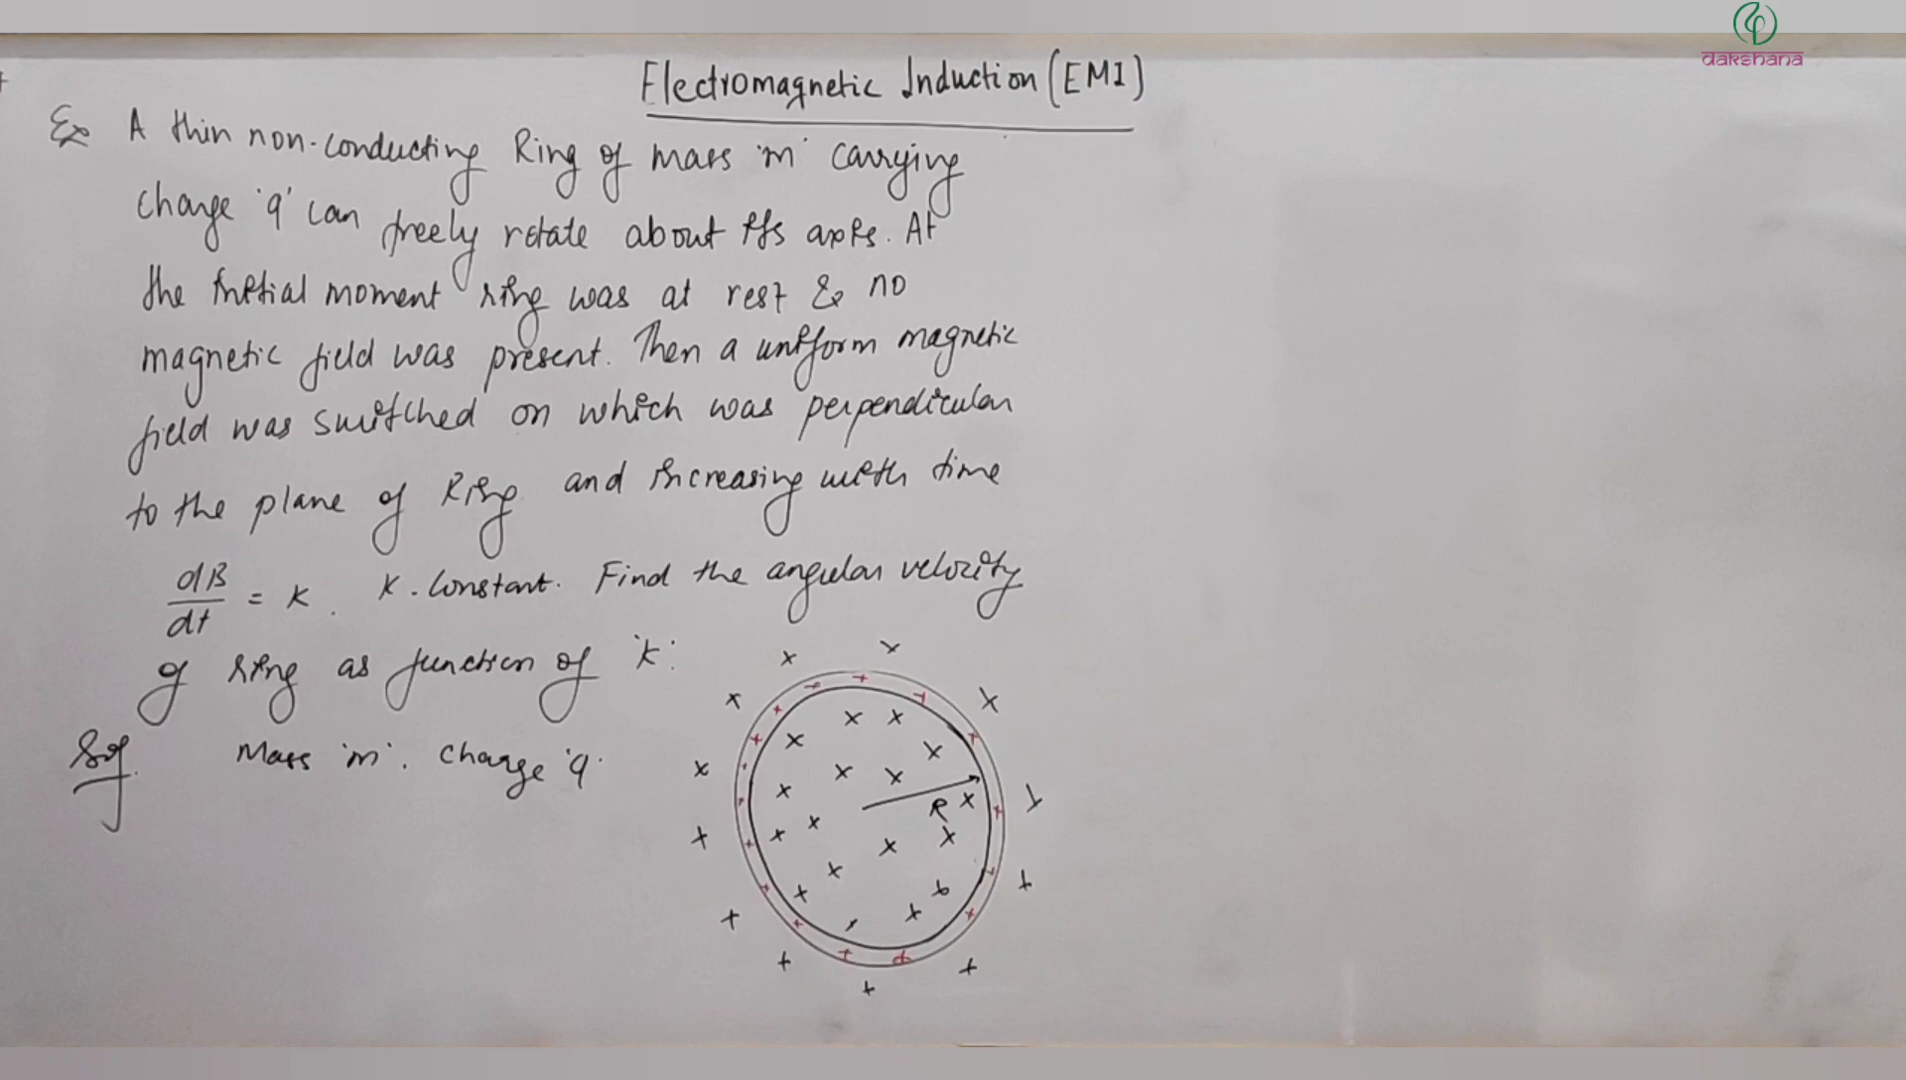 dakshana
Electromagnetic Induction (EMI)
Ex A thin non-conducting Ring of mass 'm' carrying
charge 'q' can freely rotate about its axis. At
the initial moment ring was at rest & no
magnetic field was present. Then a uniform magnetic
field was switched on which was perpendicular
to the plane of Ring and increasing with time
dB/dt = K. K. constant. Find the angular velocity
of ring as function of 'k'.
Sol. Mass 'm'. charge 'q'.
R